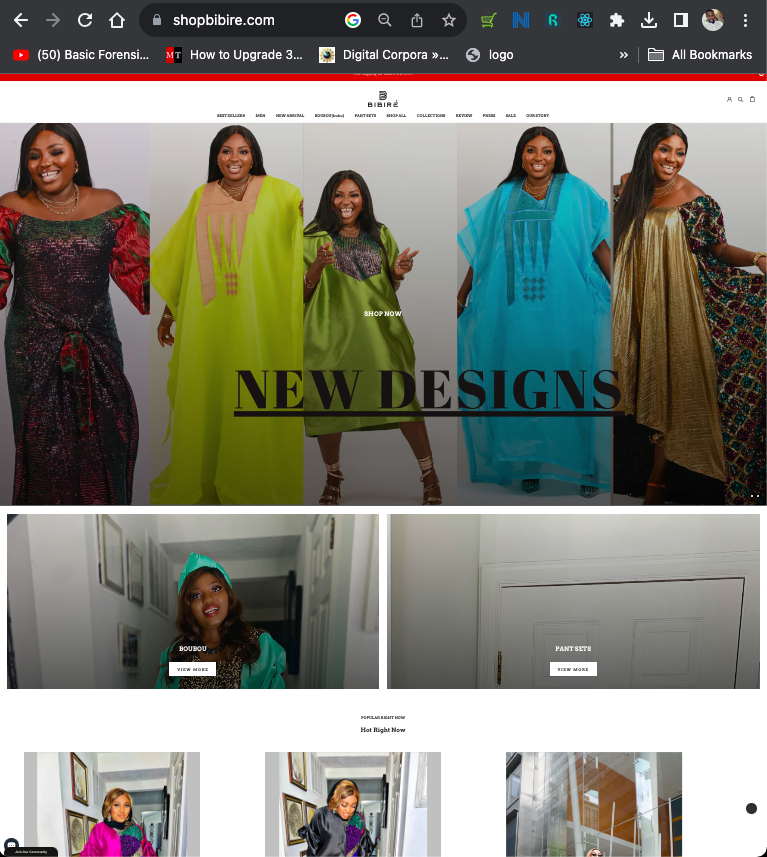 shopbibire.com
(50) Basic Forensi...
MT
How to Upgrade 3...
Digital Corpora »...
logo
»
All Bookmarks
BIBIRÉ
BEST SELLERS MEN NEW ARRIVAL BOUBOU(bubu) PANT SETS SHOP ALL COLLECTIONS REVIEW PRESS SALE OUR STORY
SHOP NOW
NEW DESIGNS
BOUBOU
VIEW MORE
PANT SETS
VIEW MORE
POPULAR RIGHT NOW
Hot Right Now
Join Our Community